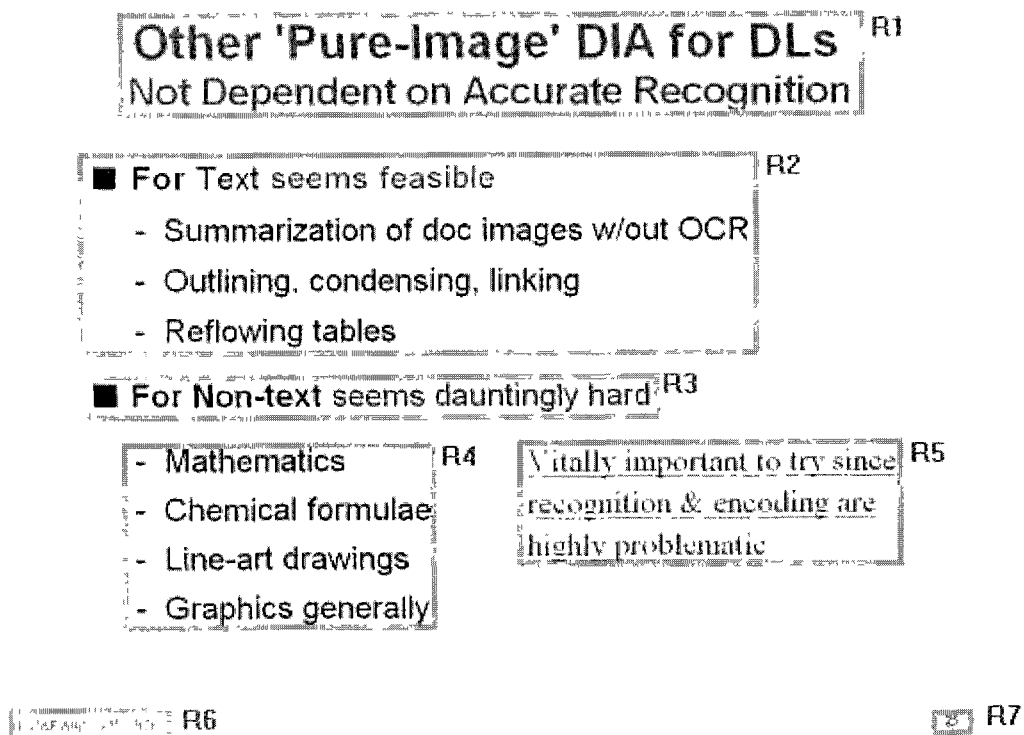 Other 'Pure-Image' DIA for DLs R1
Not Dependent on Accurate Recognition
■ For Text seems feasible R2
- Summarization of doc images w/out OCR
- Outlining, condensing, linking
- Reflowing tables
■ For Non-text seems dauntingly hard R3
- Mathematics R4
- Chemical formulae
- Line-art drawings
- Graphics generally
Vitally important to try since R5
recognition & encoding are
highly problematic
R6
R7